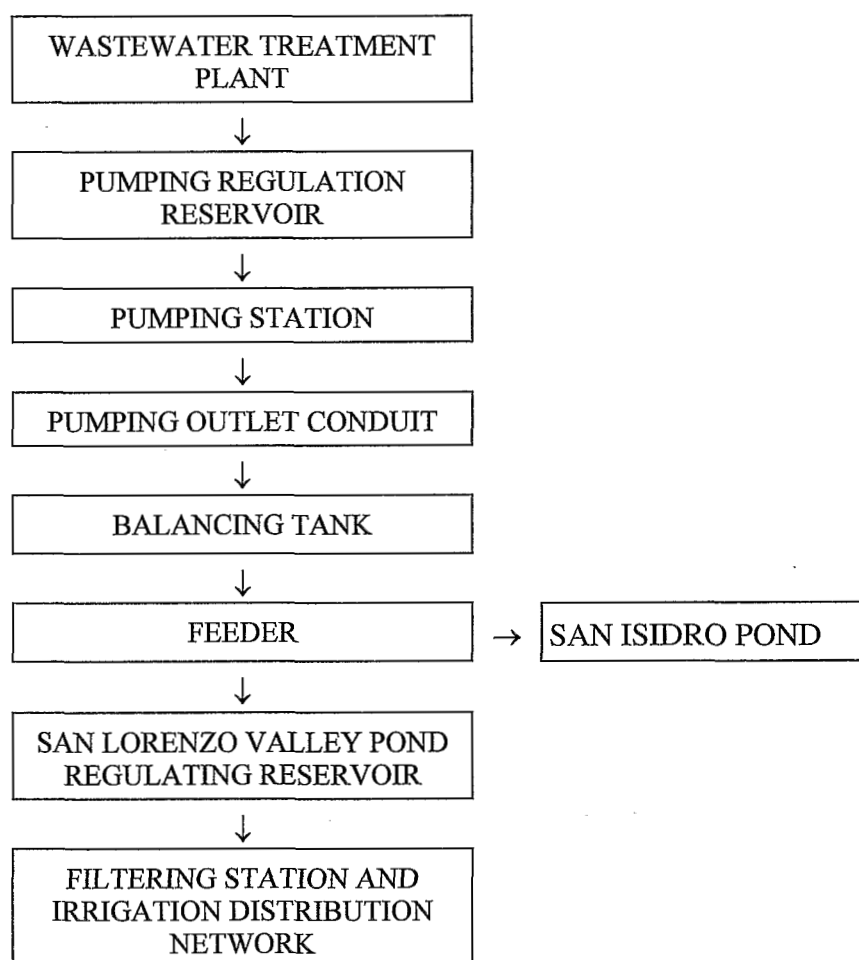 WASTEWATER TREATMENT
PLANT
↓
PUMPING REGULATION
RESERVOIR
↓
PUMPING STATION
↓
PUMPING OUTLET CONDUIT
↓
BALANCING TANK
↓
FEEDER → SAN ISIDRO POND
↓
SAN LORENZO VALLEY POND
REGULATING RESERVOIR
↓
FILTERING STATION AND
IRRIGATION DISTRIBUTION
NETWORK